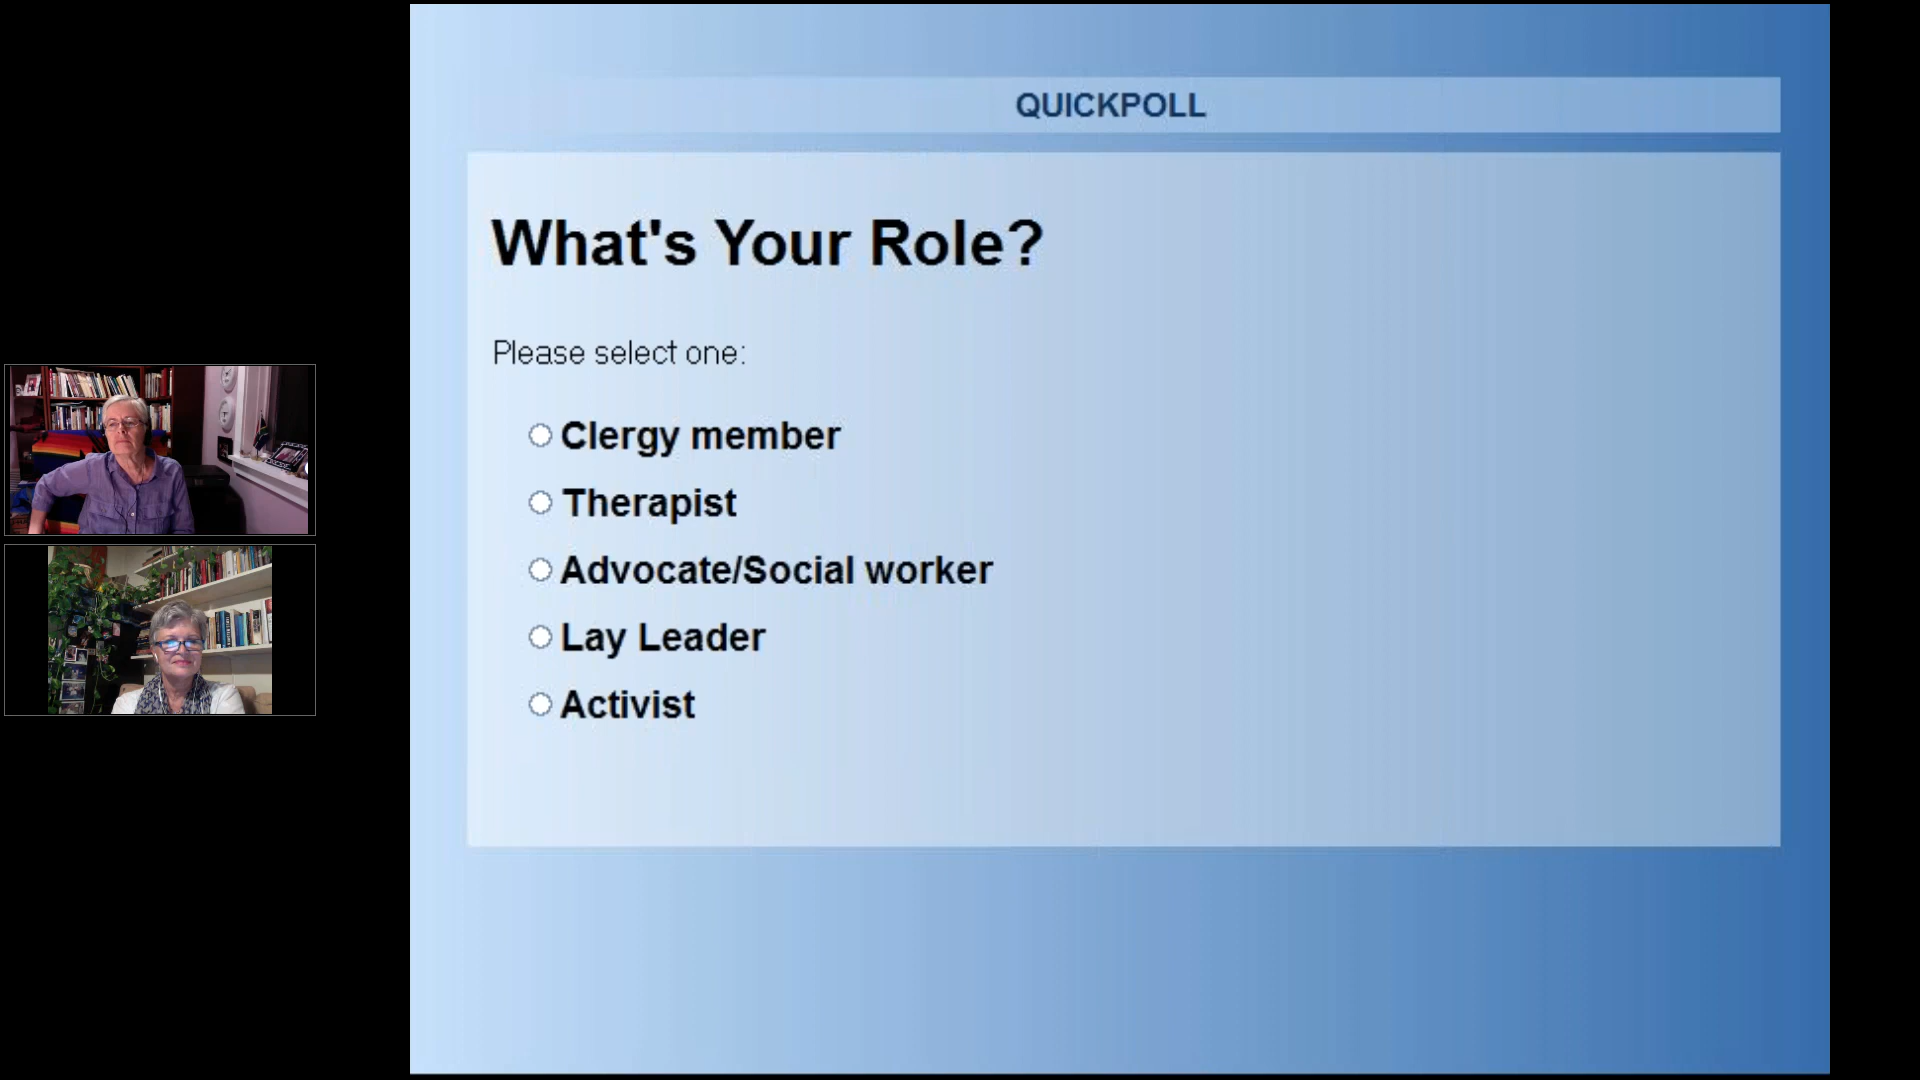 QUICKPOLL
What's Your Role?
Please select one:
Clergy member
Therapist
Advocate/Social worker
Lay Leader
Activist